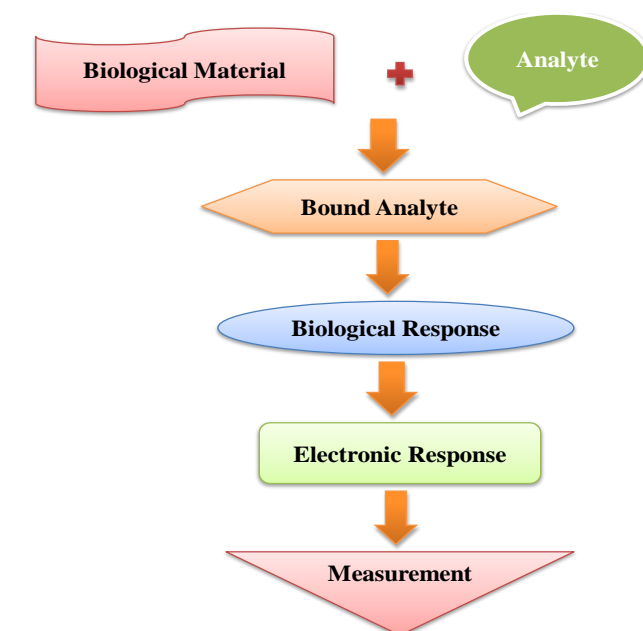 Biological Material
Analyte
Bound Analyte
Biological Response
Electronic Response
Measurement